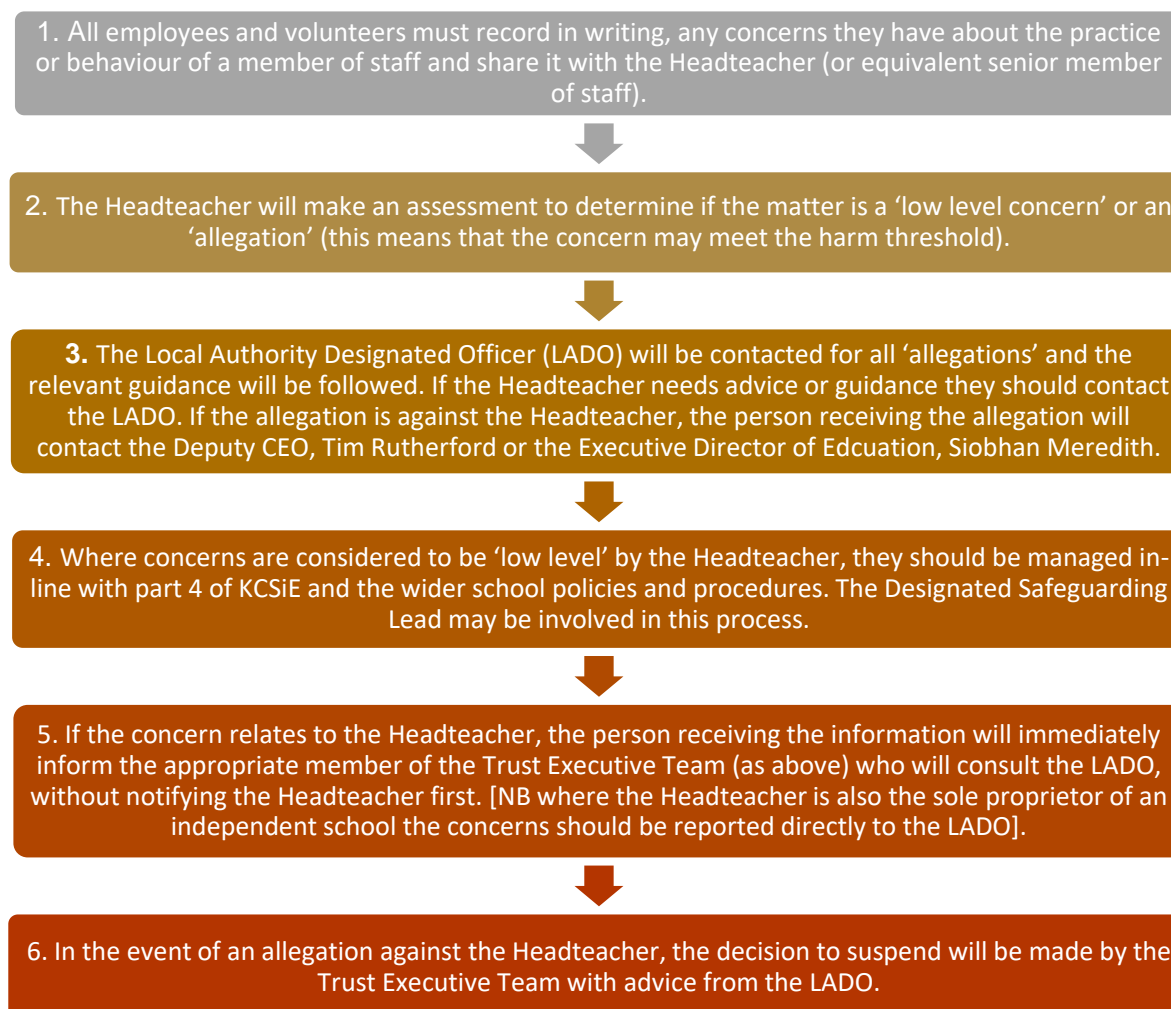 1. All employees and volunteers must record in writing, any concerns they have about the practice
or behaviour of a member of staff and share it with the Headteacher (or equivalent senior member
of staff).
2. The Headteacher will make an assessment to determine if the matter is a ‘low level concern’ or an
‘allegation’ (this means that the concern may meet the harm threshold).
3. The Local Authority Designated Officer (LADO) will be contacted for all ‘allegations’ and the
relevant guidance will be followed. If the Headteacher needs advice or guidance they should contact
the LADO. If the allegation is against the Headteacher, the person receiving the allegation will
contact the Deputy CEO, Tim Rutherford or the Executive Director of Edcuation, Siobhan Meredith.
4. Where concerns are considered to be ‘low level’ by the Headteacher, they should be managed in-
line with part 4 of KCSiE and the wider school policies and procedures. The Designated Safeguarding
Lead may be involved in this process.
5. If the concern relates to the Headteacher, the person receiving the information will immediately
inform the appropriate member of the Trust Executive Team (as above) who will consult the LADO,
without notifying the Headteacher first. [NB where the Headteacher is also the sole proprietor of an
independent school the concerns should be reported directly to the LADO].
6. In the event of an allegation against the Headteacher, the decision to suspend will be made by the
Trust Executive Team with advice from the LADO.